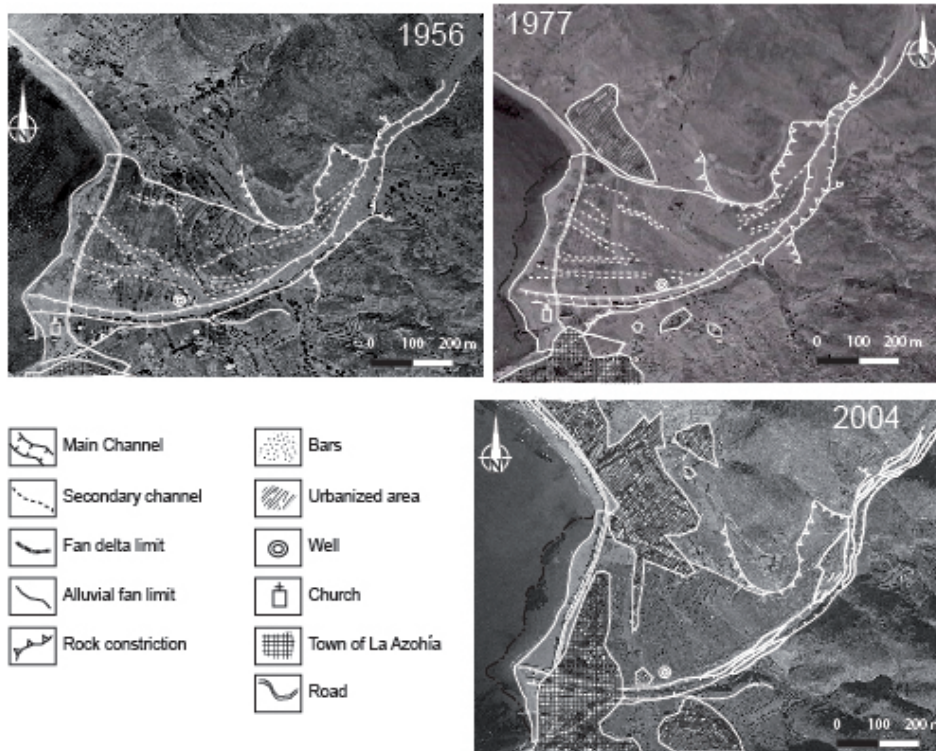 1956
N
0 100 200 m
1977
N
0 100 200 m
Main Channel
Secondary channel
Fan delta limit
Alluvial fan limit
Rock constriction
Bars
Urbanized area
Well
Church
Town of La Azohía
Road
2004
N
0 100 200 m